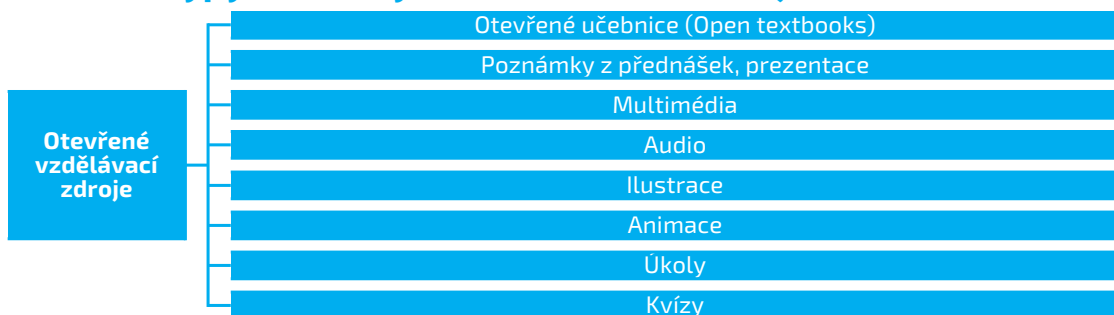 Otevřené učebnice (Open textbooks)
Poznámky z přednášek, prezentace
Multimédia
Otevřené
vzdělávací
zdroje
Audio
Ilustrace
Animace
Úkoly
Kvízy